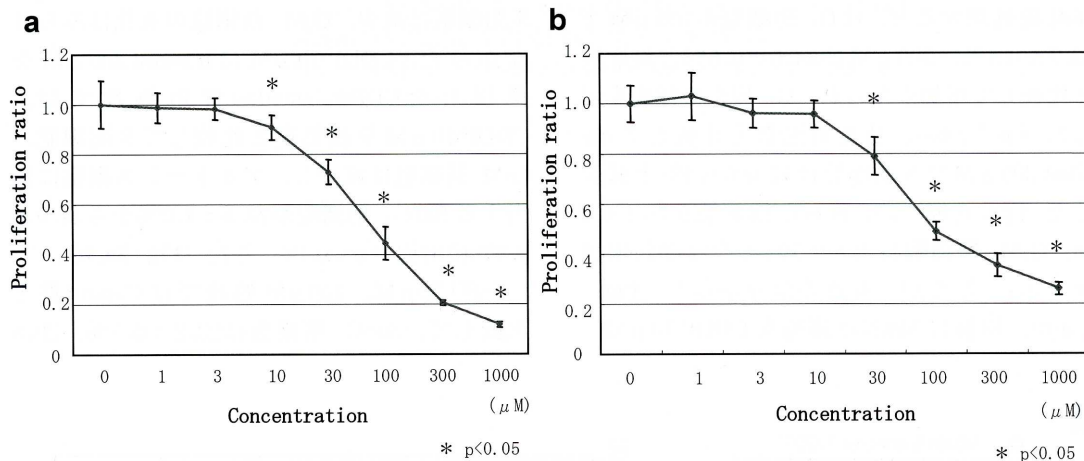 a
1.2
1.0
0.8
0.6
0.4
0.2
0
Proliferation ratio
0 1 3 10 30 100 300 1000
(μM)
Concentration
* p<0.05
* * * * *
b
1.2
1.0
0.8
0.6
0.4
0.2
0
Proliferation ratio
0 1 3 10 30 100 300 1000
(μM)
Concentration
* p<0.05
* * * *